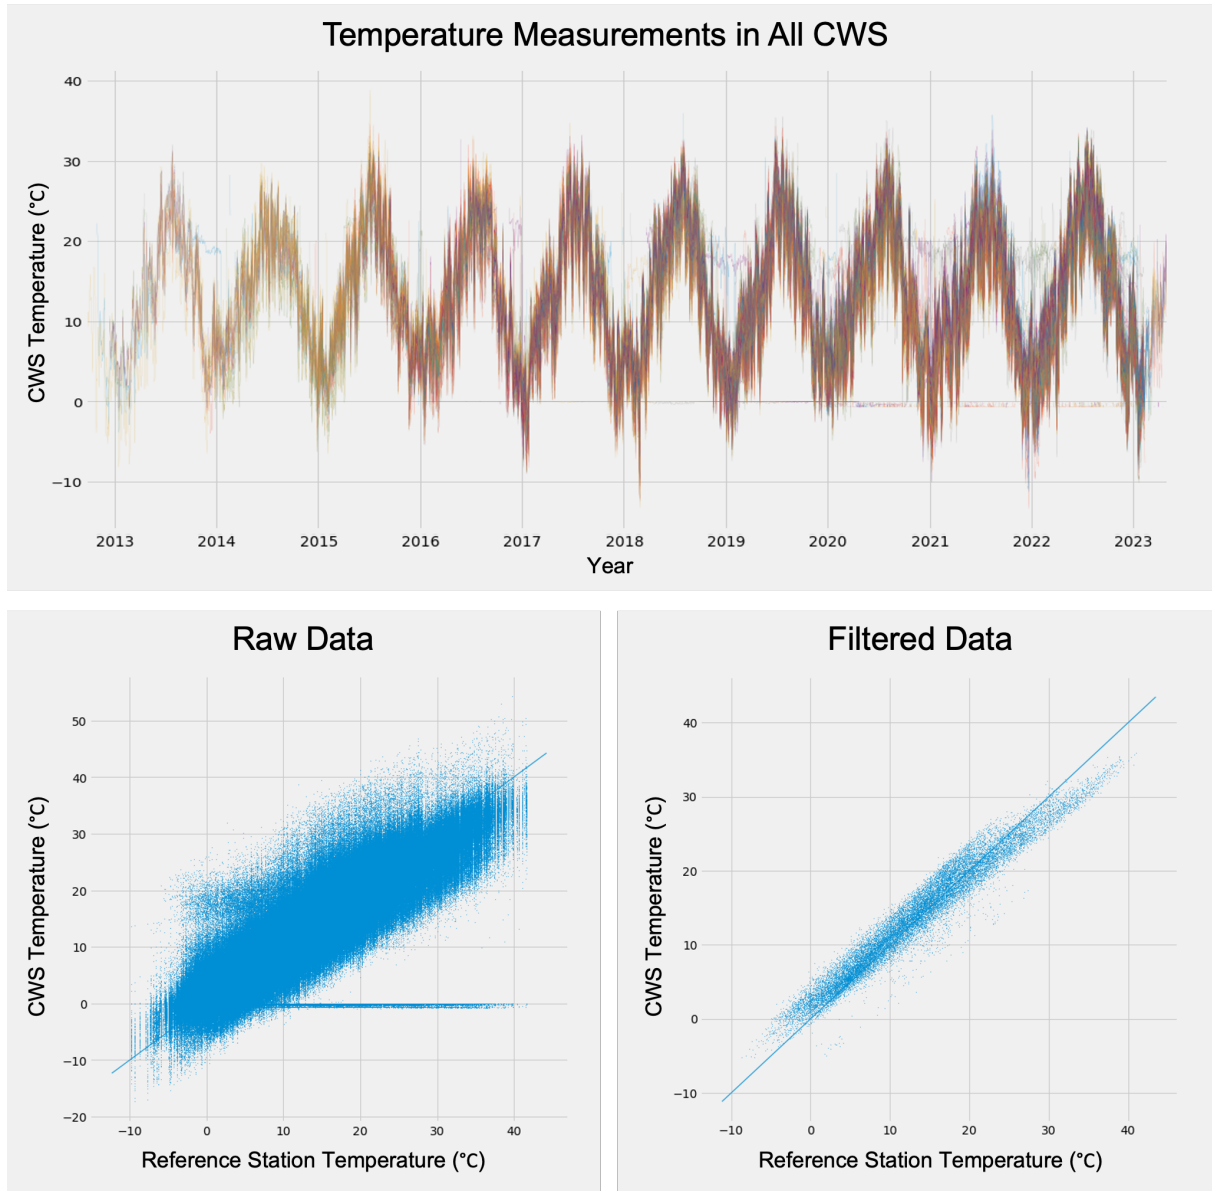 Temperature Measurements in All CWS
CWS Temperature (°C)
40
30
20
10
0
−10
2013 2014 2015 2016 2017 2018 2019 2020 2021 2022 2023
Year
Raw Data
CWS Temperature (°C)
50
40
30
20
10
0
−10
−20
−10 0 10 20 30 40
Reference Station Temperature (°C)
Filtered Data
CWS Temperature (°C)
40
30
20
10
0
−10
−10 0 10 20 30 40
Reference Station Temperature (°C)